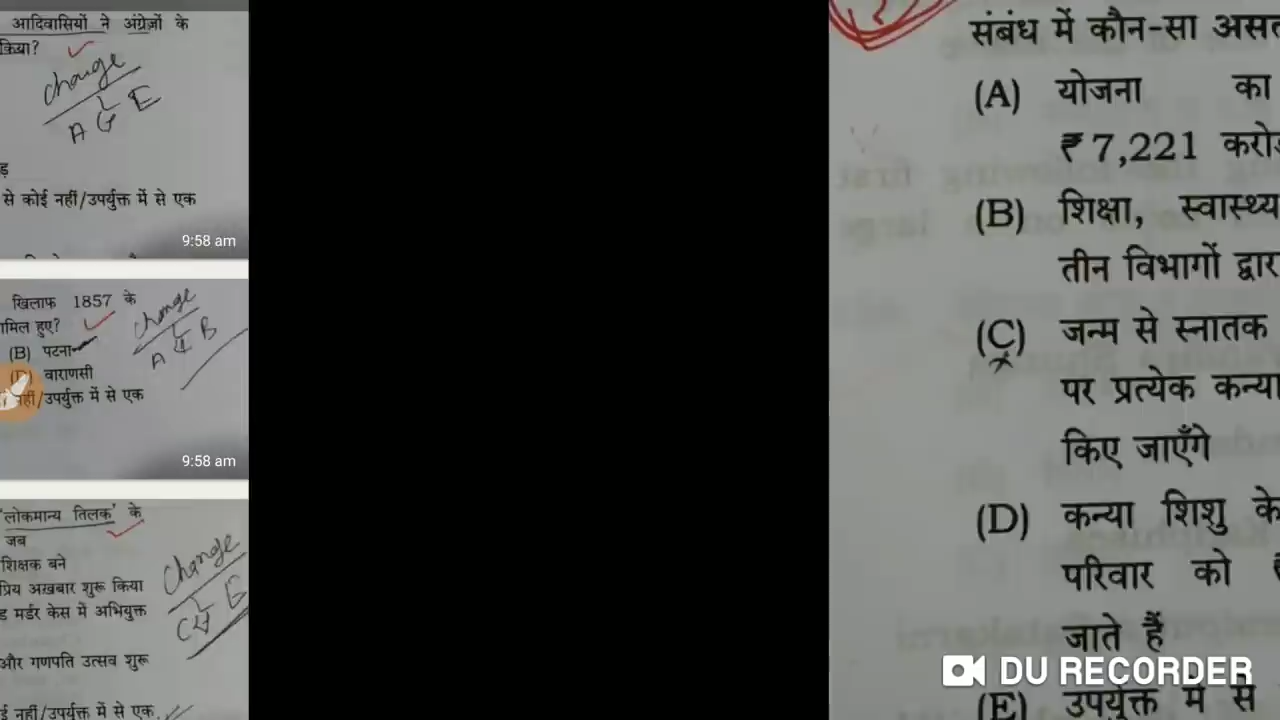 आदिवासियों ने अंग्रेज़ों के
किया?
change
A E
ड़
से कोई नहीं/उपर्युक्त में से एक
9:58 am
खिलाफ 1857 के
ामिल हुए?
change
A B
(B) पटना
(D) वाराणसी
नहीं/उपर्युक्त में से एक
9:58 am
'लोकमान्य तिलक' के
जब
शिक्षक बने
प्रिय अख़बार शुरू किया
ड मर्डर केस में अभियुक्त
change
C E
और गणपति उत्सव शुरू
ई नहीं/उपर्युक्त में से एक
संबंध में कौन-सा असत
(A) योजना का
₹ 7,221 करोड़
(B) शिक्षा, स्वास्थ्य
तीन विभागों द्वार
(C) जन्म से स्नातक
पर प्रत्येक कन्या
किए जाएँगे
(D) कन्या शिशु के
परिवार को
जाते हैं
(E) उपर्युक्त में से
DU RECORDER